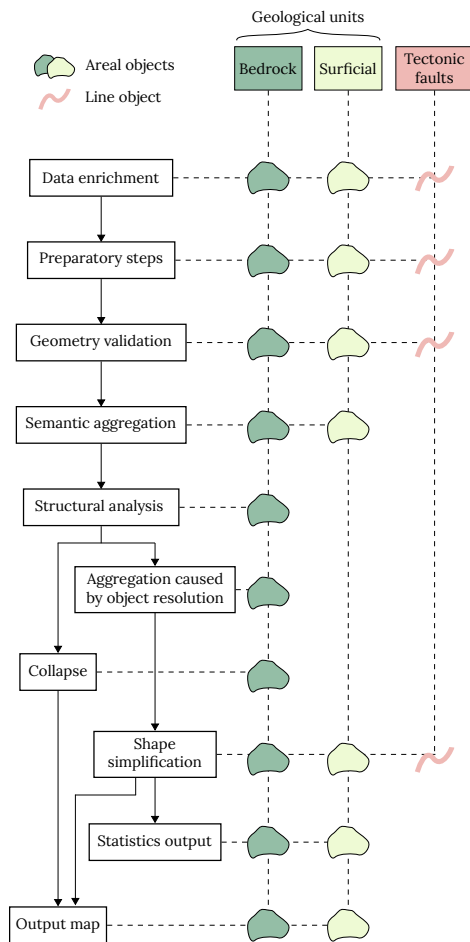 Geological units
Areal objects
Line object
Bedrock
Surficial
Tectonic
faults
Data enrichment
Preparatory steps
Geometry validation
Semantic aggregation
Structural analysis
Aggregation caused
by object resolution
Collapse
Shape
simplification
Statistics output
Output map